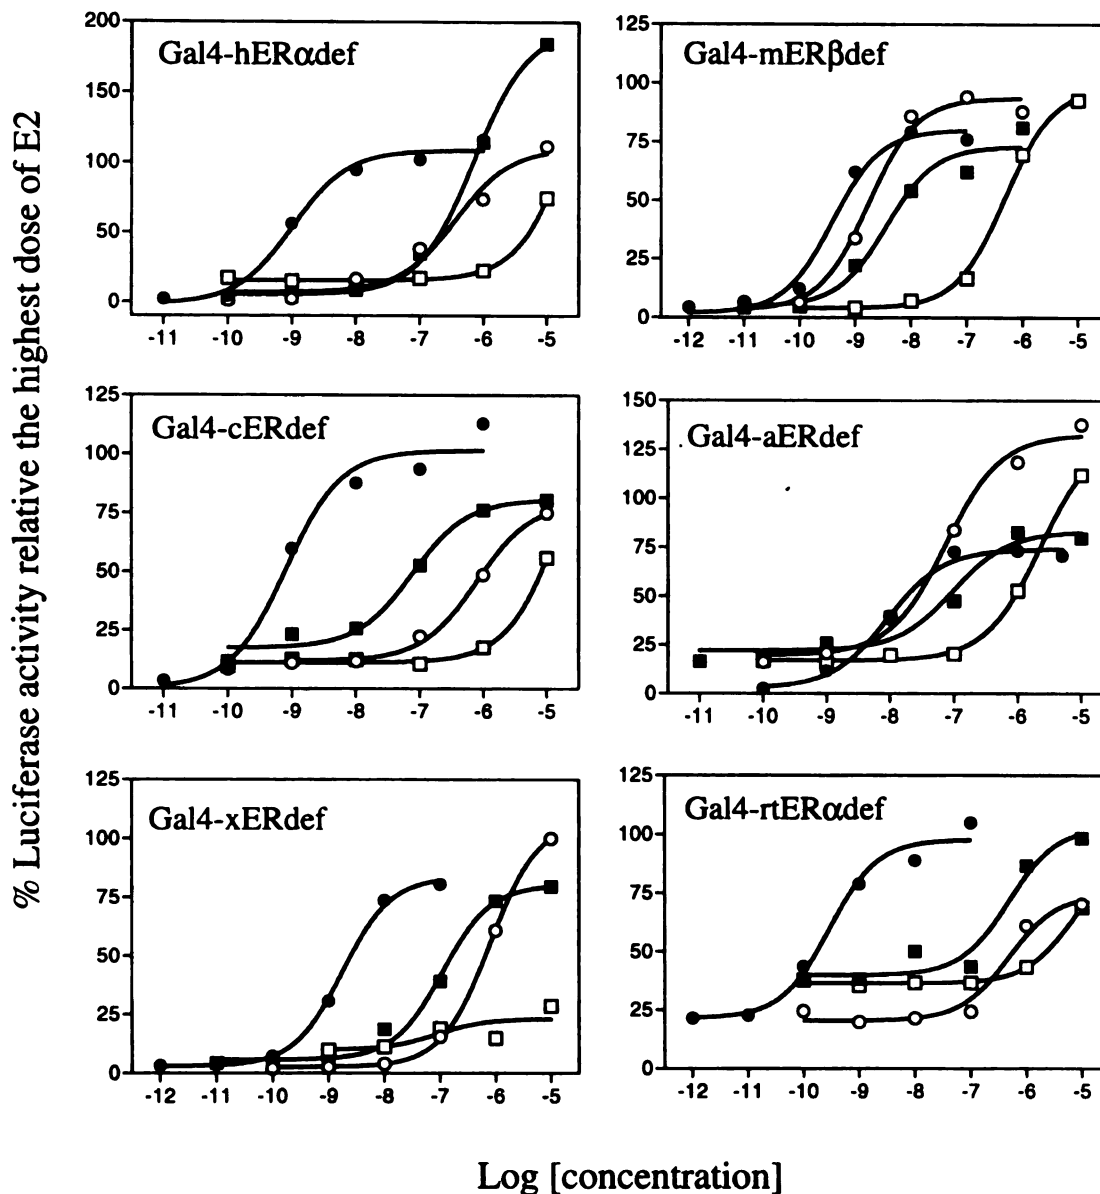 % Luciferase activity relative the highest dose of E2
Gal4-hERαdef
200
150
100
50
0
-11 -10 -9 -8 -7 -6 -5
Gal4-mERβdef
125
100
75
50
25
0
-12 -11 -10 -9 -8 -7 -6 -5
Gal4-cERdef
125
100
75
50
25
0
-11 -10 -9 -8 -7 -6 -5
Gal4-aERdef
150
125
100
75
50
25
0
-11 -10 -9 -8 -7 -6 -5
Gal4-xERdef
125
100
75
50
25
0
-12 -11 -10 -9 -8 -7 -6 -5
Gal4-rtERαdef
125
100
75
50
25
0
-12 -11 -10 -9 -8 -7 -6 -5
Log [concentration]